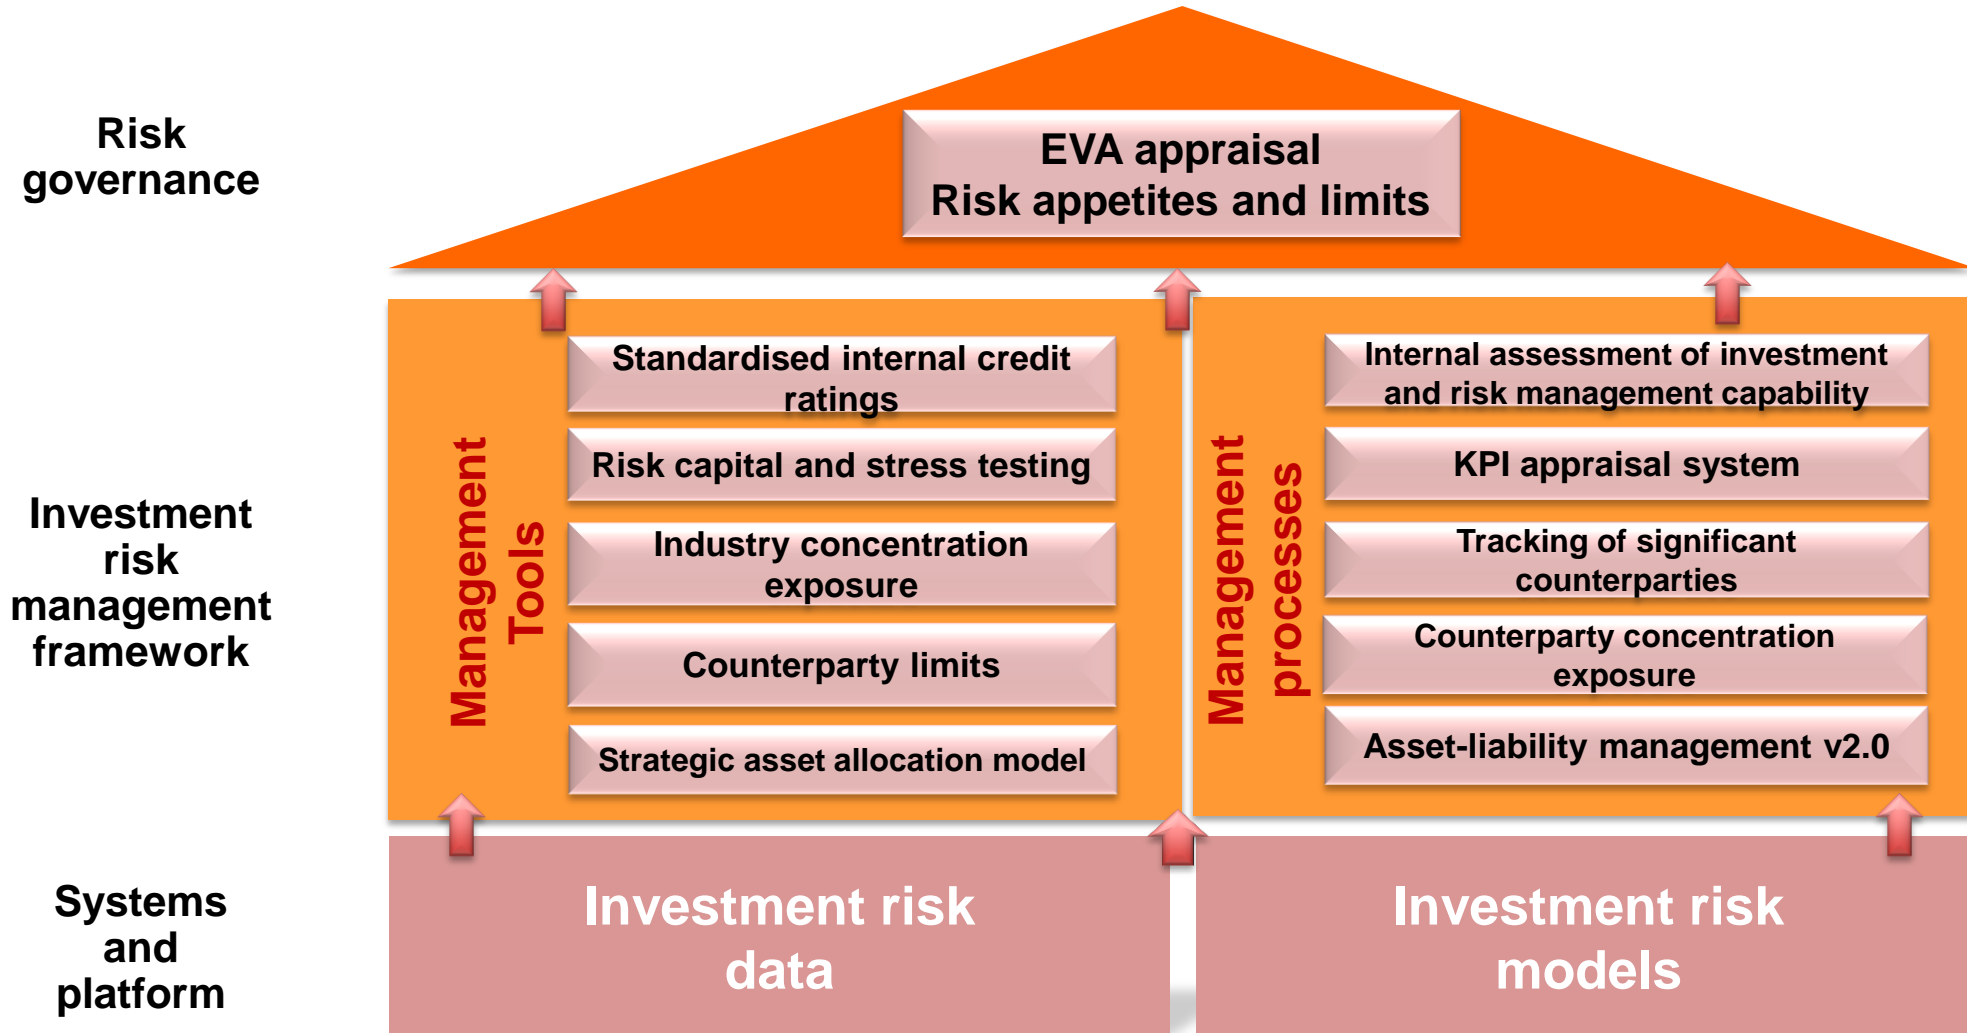 Risk
governance
EVA appraisal
Risk appetites and limits
Investment
risk
management
framework
Management
Tools
Standardised internal credit
ratings
Risk capital and stress testing
Industry concentration
exposure
Counterparty limits
Strategic asset allocation model
Management
processes
Internal assessment of investment
and risk management capability
KPI appraisal system
Tracking of significant
counterparties
Counterparty concentration
exposure
Asset-liability management v2.0
Systems
and
platform
Investment risk
data
Investment risk
models